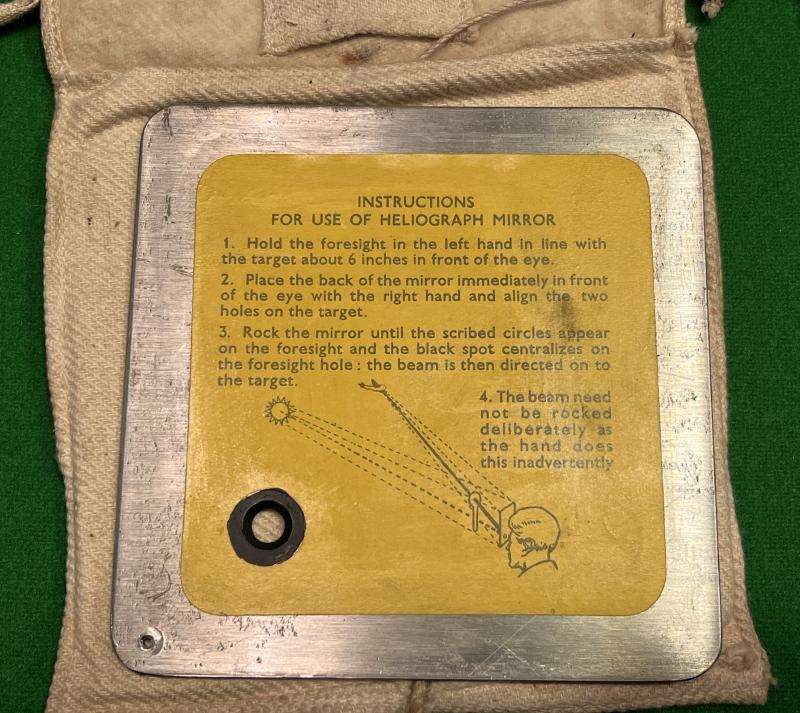 INSTRUCTIONS
FOR USE OF HELIOGRAPH MIRROR
1. Hold the foresight in the left hand in line with
the target about 6 inches in front of the eye.
2. Place the back of the mirror immediately in front
of the eye with the right hand and align the two
holes on the target.
3. Rock the mirror until the scribed circles appear
on the foresight and the black spot centralizes on
the foresight hole : the beam is then directed on to
the target.
4. The beam need
not be rocked
deliberately as
the hand does
this inadvertently